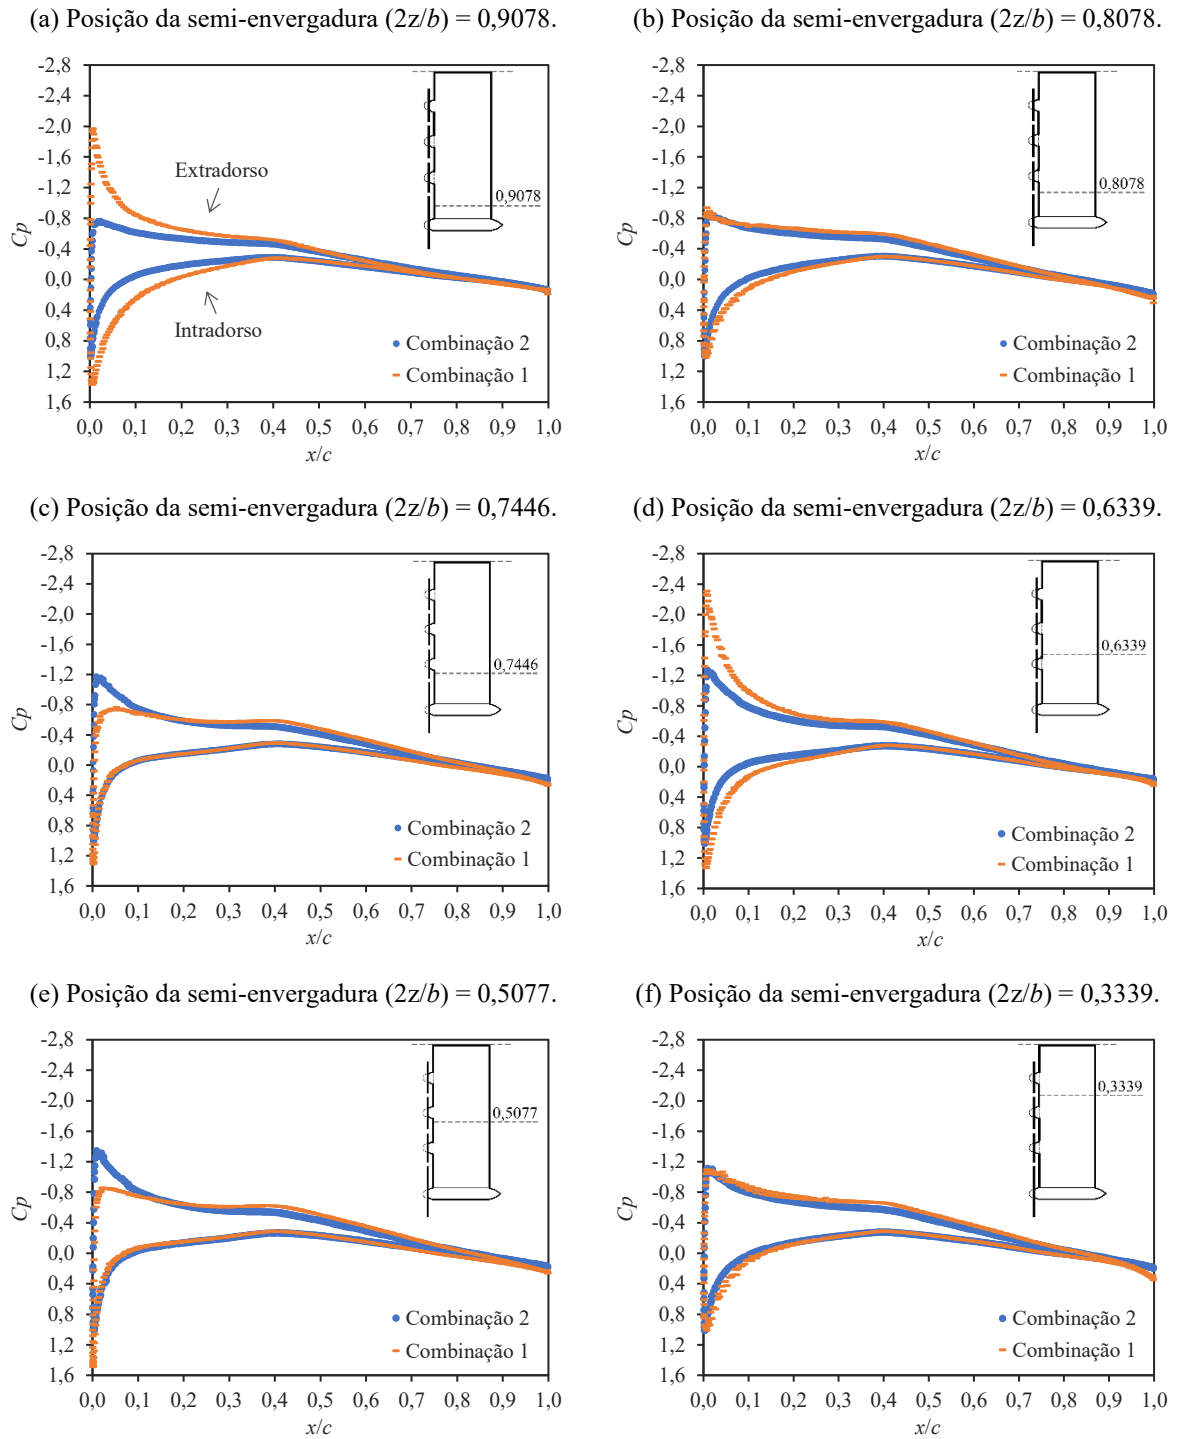 (a) Posição da semi-envergadura (2z/b) = 0,9078.
-2,8
-2,4
-2,0
-1,6
-1,2
-0,8
-0,4
0,0
0,4
0,8
1,2
1,6
Cp
Extradorso
Intradorso
0,9078
Combinação 2
Combinação 1
0,0 0,1 0,2 0,3 0,4 0,5 0,6 0,7 0,8 0,9 1,0
x/c
(b) Posição da semi-envergadura (2z/b) = 0,8078.
-2,8
-2,4
-2,0
-1,6
-1,2
-0,8
-0,4
0,0
0,4
0,8
1,2
1,6
Cp
0,8078
Combinação 2
Combinação 1
0,0 0,1 0,2 0,3 0,4 0,5 0,6 0,7 0,8 0,9 1,0
x/c
(c) Posição da semi-envergadura (2z/b) = 0,7446.
-2,8
-2,4
-2,0
-1,6
-1,2
-0,8
-0,4
0,0
0,4
0,8
1,2
1,6
Cp
0,7446
Combinação 2
Combinação 1
0,0 0,1 0,2 0,3 0,4 0,5 0,6 0,7 0,8 0,9 1,0
x/c
(d) Posição da semi-envergadura (2z/b) = 0,6339.
-2,8
-2,4
-2,0
-1,6
-1,2
-0,8
-0,4
0,0
0,4
0,8
1,2
1,6
Cp
0,6339
Combinação 2
Combinação 1
0,0 0,1 0,2 0,3 0,4 0,5 0,6 0,7 0,8 0,9 1,0
x/c
(e) Posição da semi-envergadura (2z/b) = 0,5077.
-2,8
-2,4
-2,0
-1,6
-1,2
-0,8
-0,4
0,0
0,4
0,8
1,2
1,6
Cp
0,5077
Combinação 2
Combinação 1
0,0 0,1 0,2 0,3 0,4 0,5 0,6 0,7 0,8 0,9 1,0
x/c
(f) Posição da semi-envergadura (2z/b) = 0,3339.
-2,8
-2,4
-2,0
-1,6
-1,2
-0,8
-0,4
0,0
0,4
0,8
1,2
1,6
Cp
0,3339
Combinação 2
Combinação 1
0,0 0,1 0,2 0,3 0,4 0,5 0,6 0,7 0,8 0,9 1,0
x/c